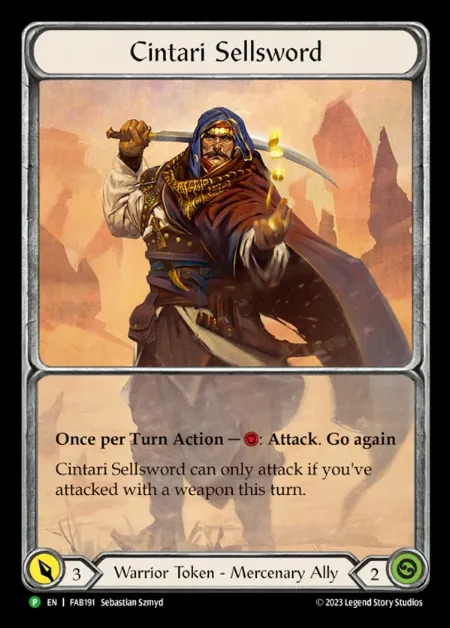 Cintari Sellsword
Once per Turn Action — : Attack. Go again
Cintari Sellsword can only attack if you've
attacked with a weapon this turn.
3 Warrior Token - Mercenary Ally 2
P EN | FAB191 Sebastian Szmyd © 2023 Legend Story Studios